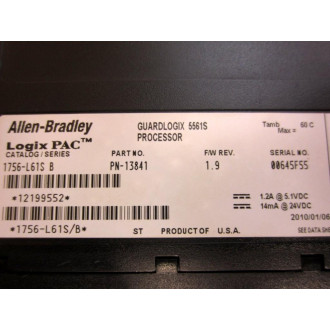 Allen-Bradley
GUARDLOGIX 5561S
PROCESSOR
Tamb Max = 60 C
Logix PAC™
CATALOG/SERIES
PART NO.
F/W REV.
SERIAL NO.
1756-L61S B
PN-13841
1.9
00645F55
*12199552*
1.2A @ 5.1VDC
14mA @ 24VDC
2010/01/06
*1756-L61S/B*
ST PRODUCT OF U.S.A.
SEE DATA SHE